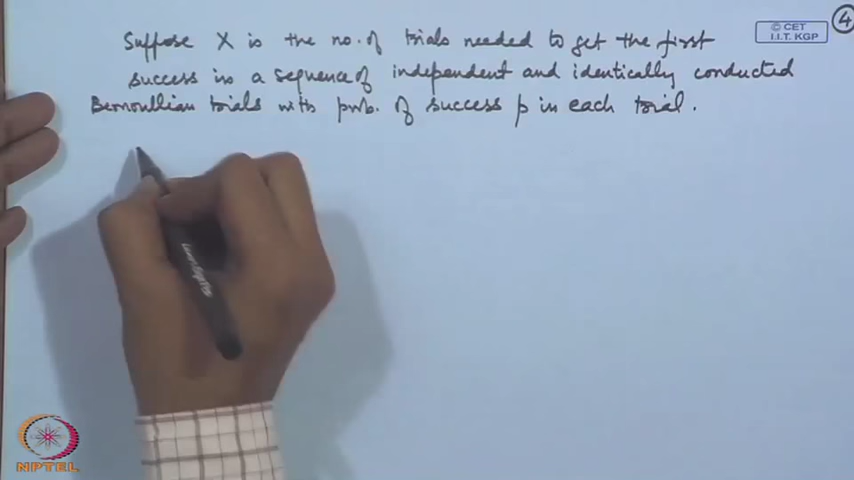 4
© CET
I.I.T. KGP
Suppose X is the no. of trials needed to get the first
success in a sequence of independent and identically conducted
Bernoullian trials with prob. of success p in each trial.
NPTEL